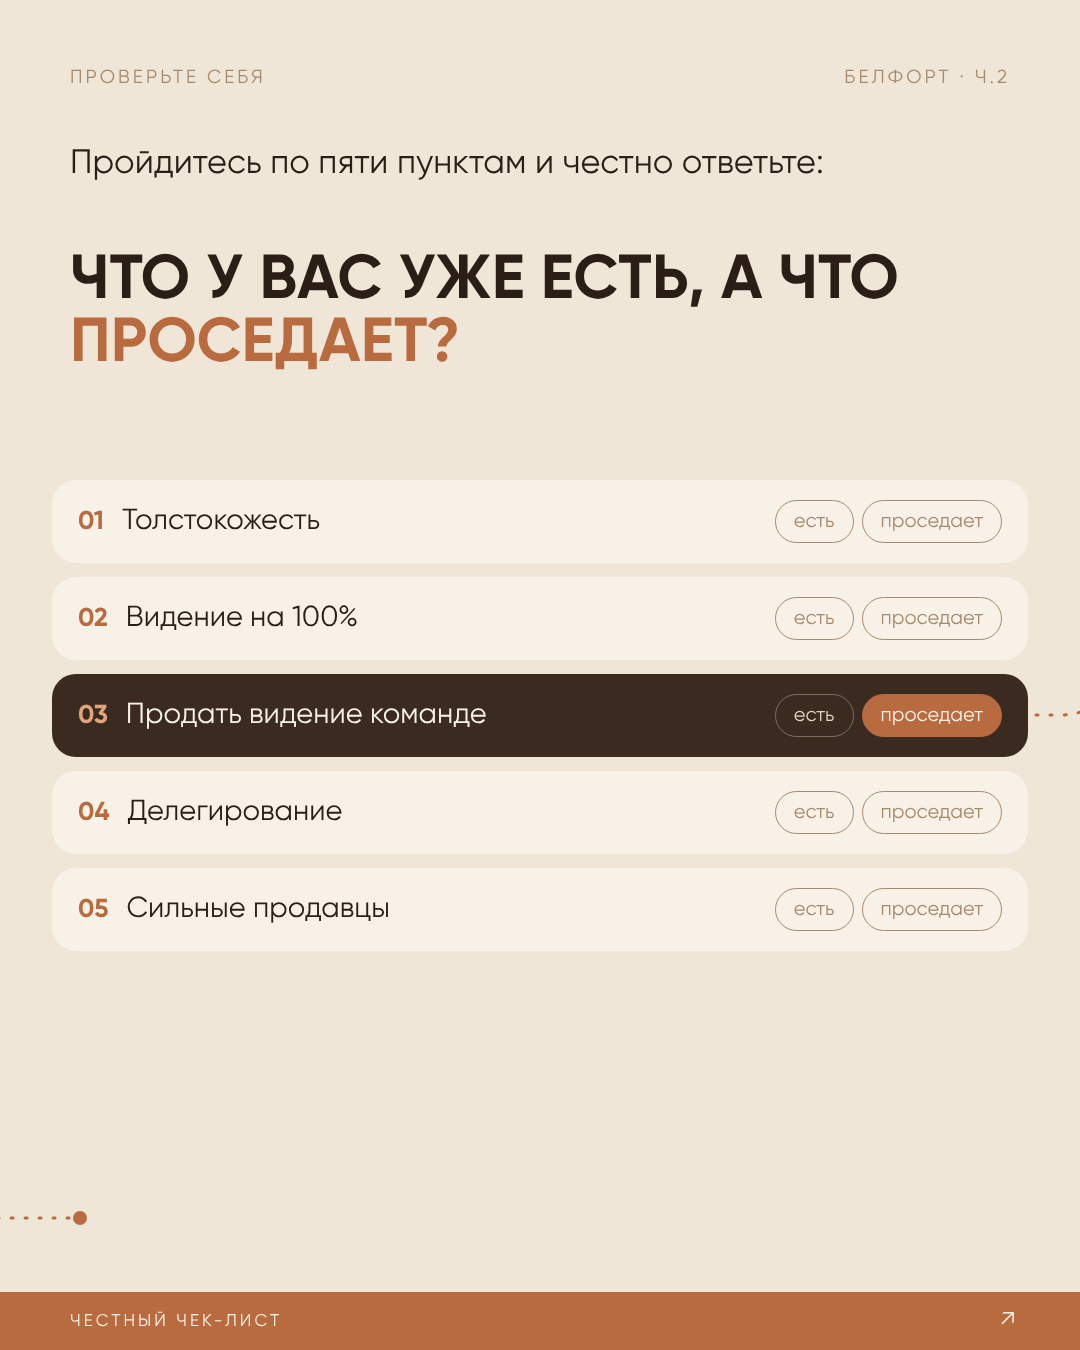 ПРОВЕРЬТЕ СЕБЯ
БЕЛФОРТ · Ч.2
Пройдитесь по пяти пунктам и честно ответьте:
ЧТО У ВАС УЖЕ ЕСТЬ, А ЧТО
ПРОСЕДАЕТ?
01 Толстокожесть есть проседает
02 Видение на 100% есть проседает
03 Продать видение команде есть проседает
04 Делегирование есть проседает
05 Сильные продавцы есть проседает
ЧЕСТНЫЙ ЧЕК-ЛИСТ